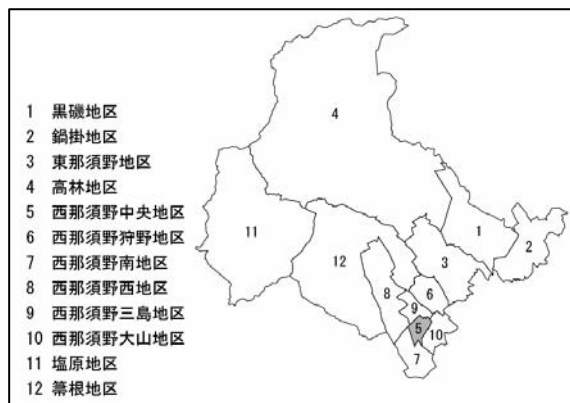 1 黒磯地区
2 鍋掛地区
3 東那須野地区
4 高林地区
5 西那須野中央地区
6 西那須野狩野地区
7 西那須野南地区
8 西那須野西地区
9 西那須野三島地区
10 西那須野大山地区
11 塩原地区
12 箒根地区
4
11
12
1
2
3
8
6
9
5
10
7